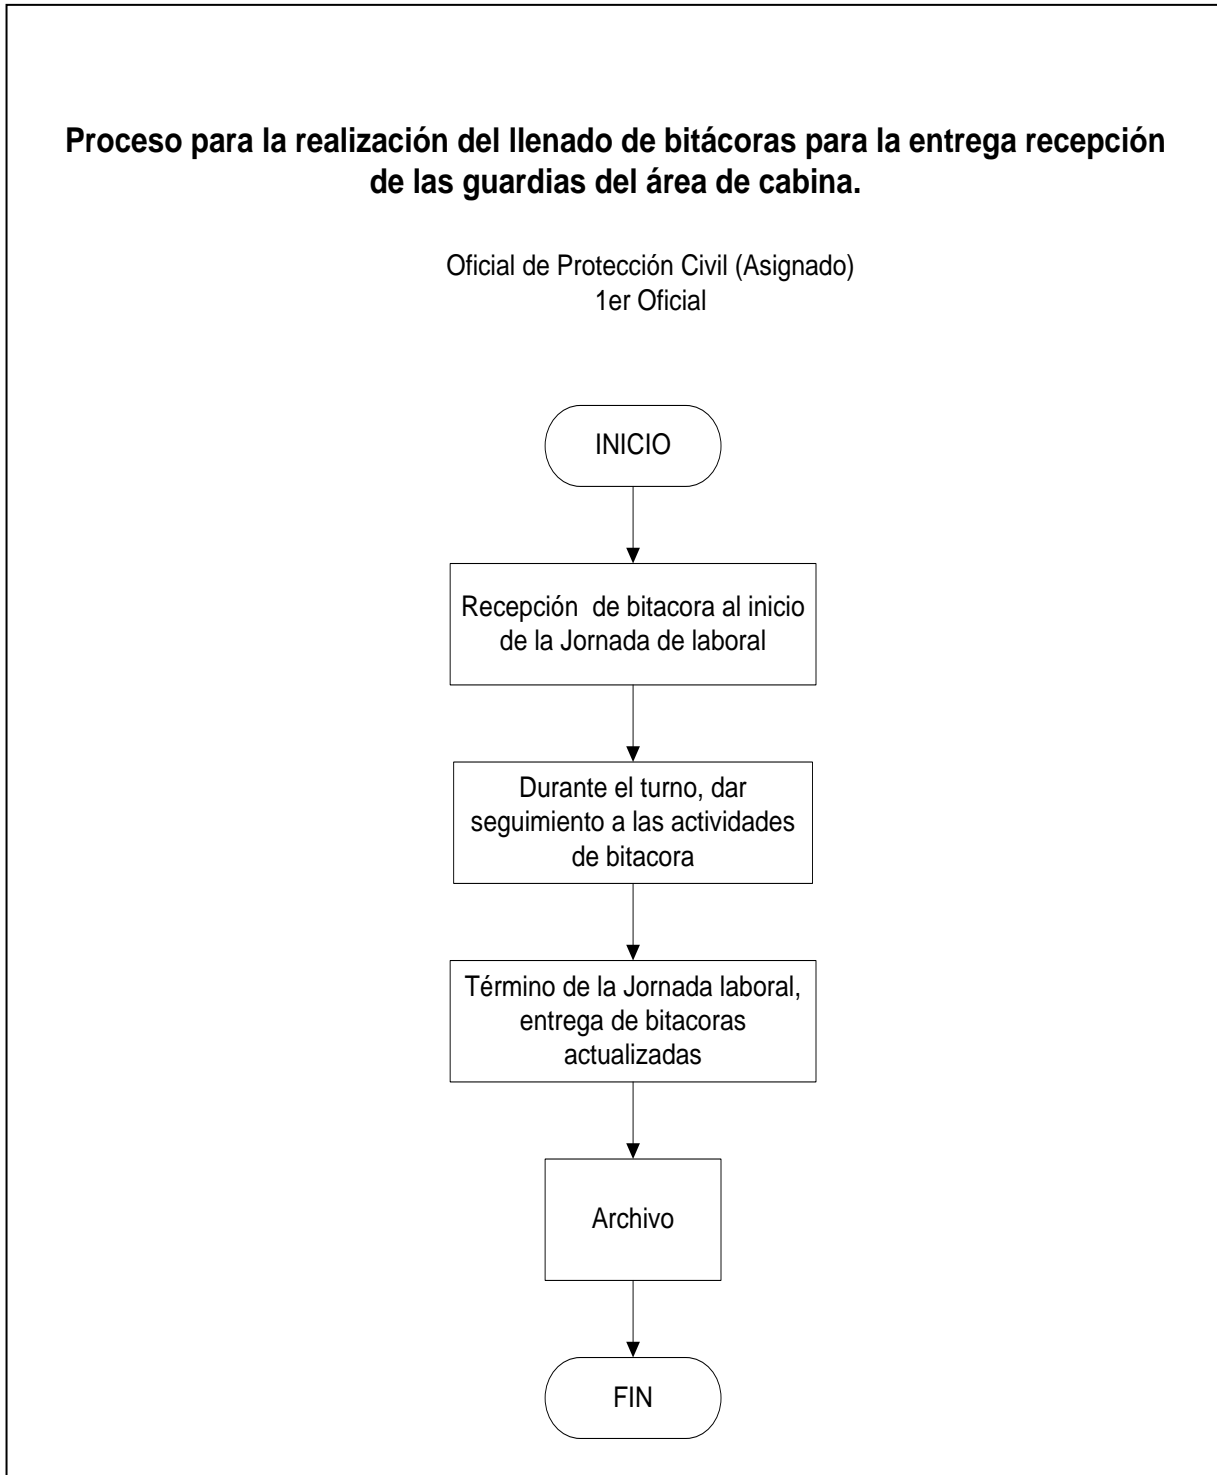 Proceso para la realización del llenado de bitácoras para la entrega recepción
de las guardias del área de cabina.
Oficial de Protección Civil (Asignado)
1er Oficial
INICIO
Recepción  de bitacora al inicio
de la Jornada de laboral
Durante el turno, dar
seguimiento a las actividades
de bitacora
Término de la Jornada laboral,
entrega de bitacoras
actualizadas
Archivo
FIN